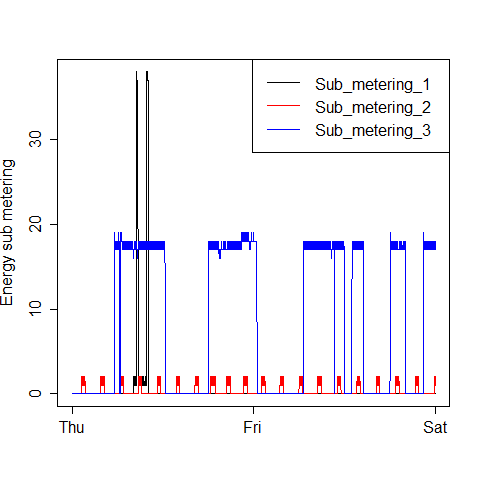 Sub_metering_1
Sub_metering_2
Sub_metering_3
Energy sub metering
30
20
10
0
Thu Fri Sat